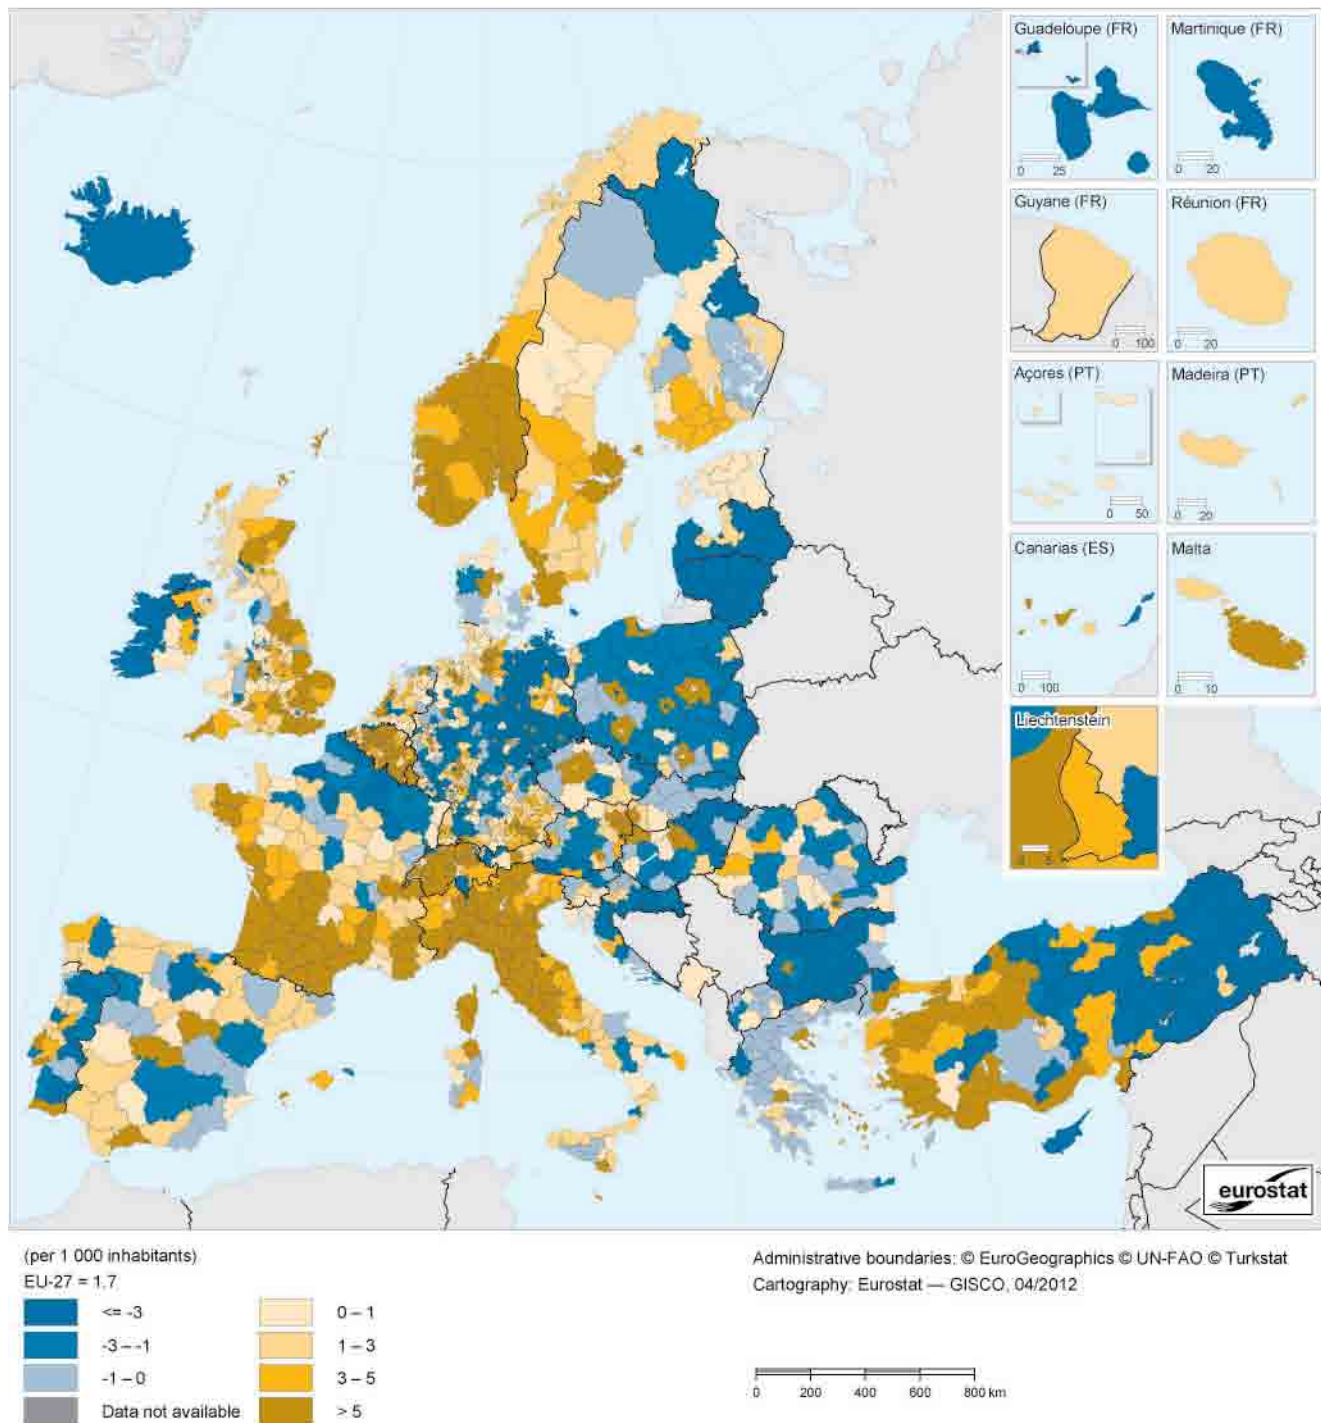 Guadeloupe (FR)
0 25
Martinique (FR)
0 20
Guyane (FR)
0 100
Réunion (FR)
0 20
Açores (PT)
0 50
Madeira (PT)
0 20
Canarias (ES)
0 100
Malta
0 10
Liechtenstein
eurostat
(per 1 000 inhabitants)
EU-27 = 1.7
<= -3
-3 – -1
-1 – 0
Data not available
0 – 1
1 – 3
3 – 5
> 5
Administrative boundaries: © EuroGeographics © UN-FAO © Turkstat
Cartography: Eurostat — GISCO, 04/2012
0 200 400 600 800 km